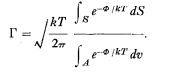 Γ = √(kT/2π) ∫_S e^{-Φ/kT} dS / ∫_A e^{-Φ/kT} dv.